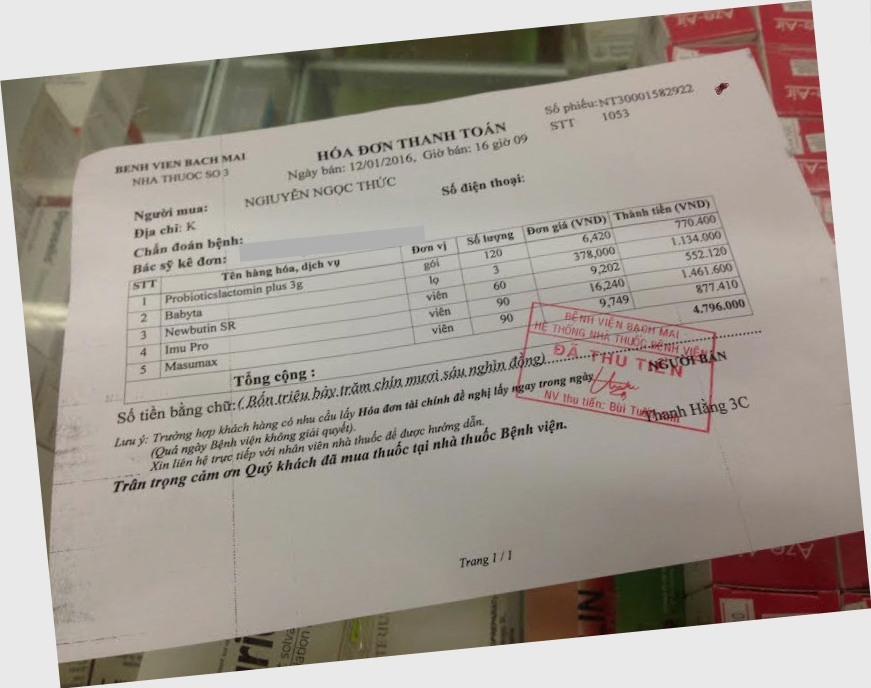 BENH VIEN BACH MAI
NHA THUOC SO 3
HÓA ĐƠN THANH TOÁN
Ngày bán: 12/01/2016, Giờ bán: 16 giờ 09
Số phiếu:NT30001582922
STT 1053
Người mua: NGIUYÊN NGỌC THỨC
Số điện thoại:
Địa chỉ: K
Chẩn đoán bệnh:
Bác sỹ kê đơn:
STT Tên hàng hóa, dịch vụ Đơn vị Số lượng Đơn giá (VND) Thành tiền (VND)
1 Probioticslactomin plus 3g gói 120 6,420 770.400
2 Babyta lọ 3 378,000 1.134.000
3 Newbutin SR viên 60 9,202 552.120
4 Imu Pro viên 90 16,240 1.461.600
5 Masumax viên 90 9,749 877.410
Tổng cộng : 4.796.000
Số tiền bằng chữ:( Bốn triệu bảy trăm chín mươi sáu nghìn đồng)
Lưu ý: Trường hợp khách hàng có nhu cầu lấy Hóa đơn tài chính đề nghị lấy ngay trong ngày
(Quá ngày Bệnh viện không giải quyết).
Xin liên hệ trực tiếp với nhân viên nhà thuốc để được hướng dẫn.
Trân trọng cảm ơn Quý khách đã mua thuốc tại nhà thuốc Bệnh viện.
NGƯỜI BÁN
Thanh Hằng 3C
BỆNH VIỆN BẠCH MAI
HỆ THỐNG NHÀ THUỐC BỆNH VIỆN
ĐÃ THU TIỀN
NV thu tiền: Bùi
Trang 1 / 1